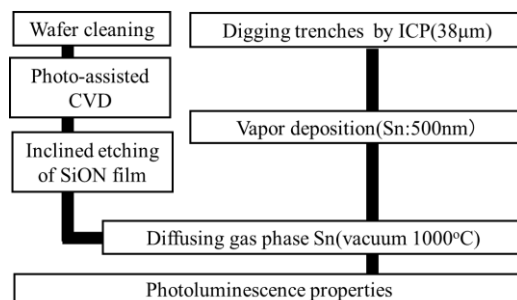 Wafer cleaning
Photo-assisted
CVD
Inclined etching
of SiON film
Digging trenches by ICP(38μm)
Vapor deposition(Sn:500nm）
Diffusing gas phase Sn(vacuum 1000°C)
Photoluminescence properties